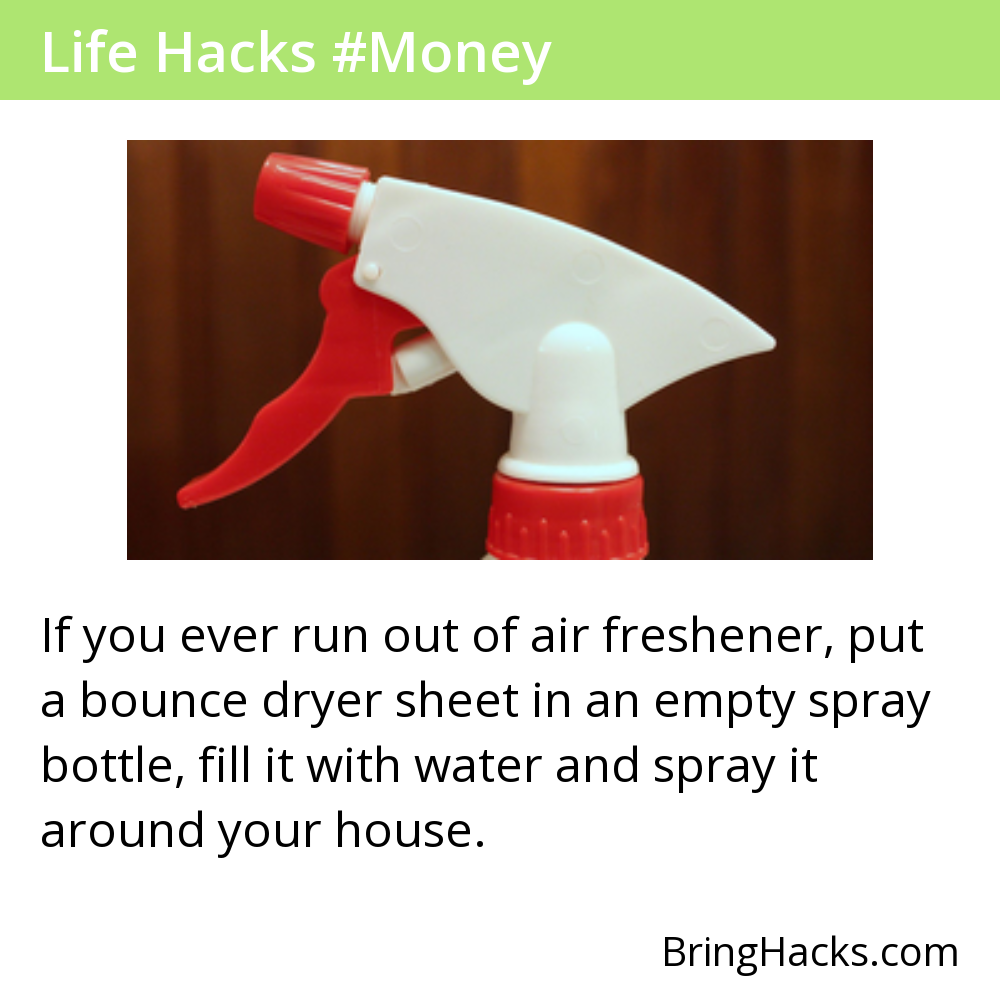 Life Hacks #Money
If you ever run out of air freshener, put
a bounce dryer sheet in an empty spray
bottle, fill it with water and spray it
around your house.
BringHacks.com